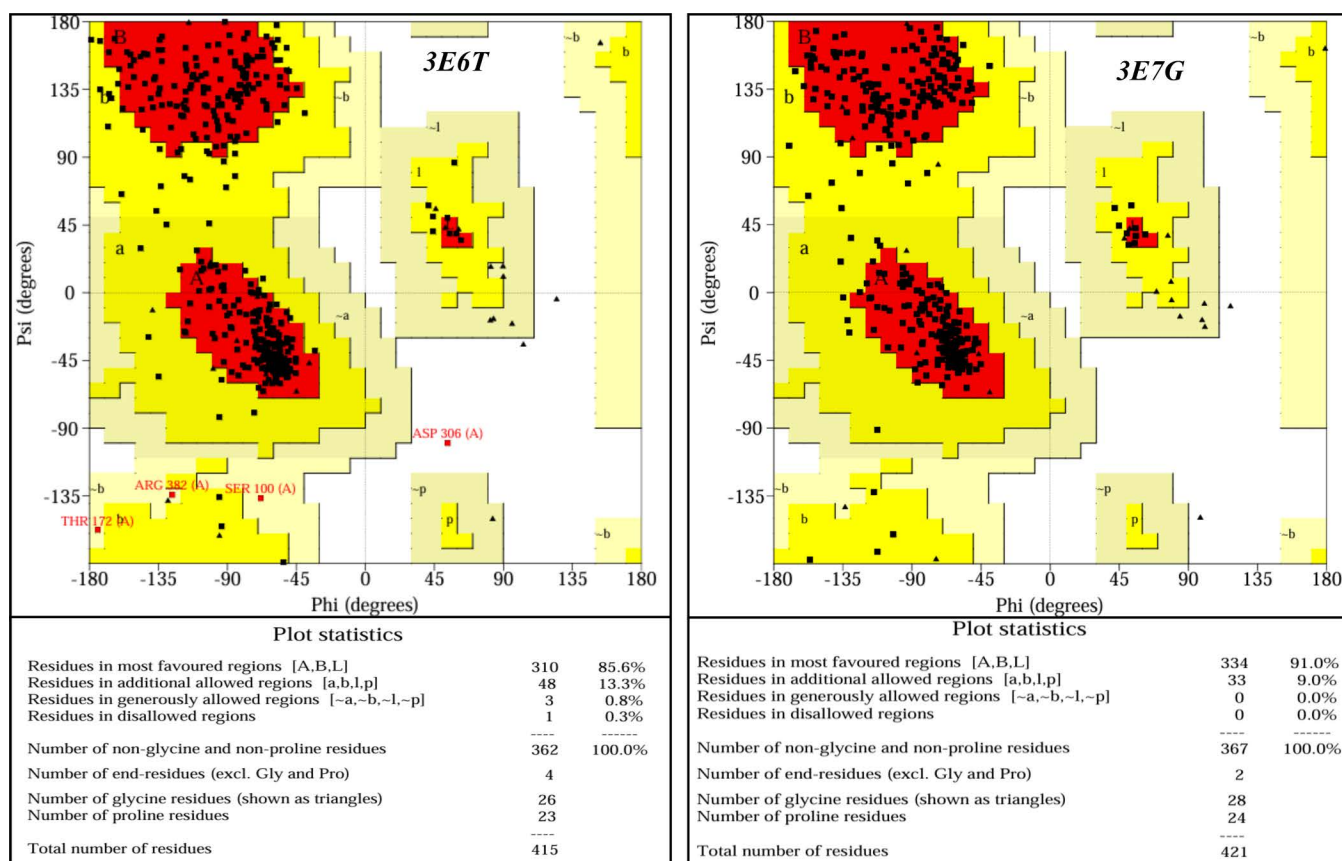 3E6T
B
b
~b
~b
b
~l
l
a
A
~a
ASP 306 (A)
~b
ARG 382 (A)
SER 100 (A)
~p
THR 172 (A)
b
p
~b
180
135
90
45
0
-45
-90
-135
-180
-135
-90
-45
0
45
90
135
180
Psi (degrees)
Phi (degrees)
Plot statistics
Residues in most favoured regions [A,B,L] 310 85.6%
Residues in additional allowed regions [a,b,l,p] 48 13.3%
Residues in generously allowed regions [~a,~b,~l,~p] 3 0.8%
Residues in disallowed regions 1 0.3%
---- ------
Number of non-glycine and non-proline residues 362 100.0%
Number of end-residues (excl. Gly and Pro) 4
Number of glycine residues (shown as triangles) 26
Number of proline residues 23
----
Total number of residues 415
3E7G
B
b
~b
~b
b
~l
l
a
A
~a
~b
~p
b
p
~b
180
135
90
45
0
-45
-90
-135
-180
-135
-90
-45
0
45
90
135
180
Psi (degrees)
Phi (degrees)
Plot statistics
Residues in most favoured regions [A,B,L] 334 91.0%
Residues in additional allowed regions [a,b,l,p] 33 9.0%
Residues in generously allowed regions [~a,~b,~l,~p] 0 0.0%
Residues in disallowed regions 0 0.0%
---- ------
Number of non-glycine and non-proline residues 367 100.0%
Number of end-residues (excl. Gly and Pro) 2
Number of glycine residues (shown as triangles) 28
Number of proline residues 24
----
Total number of residues 421